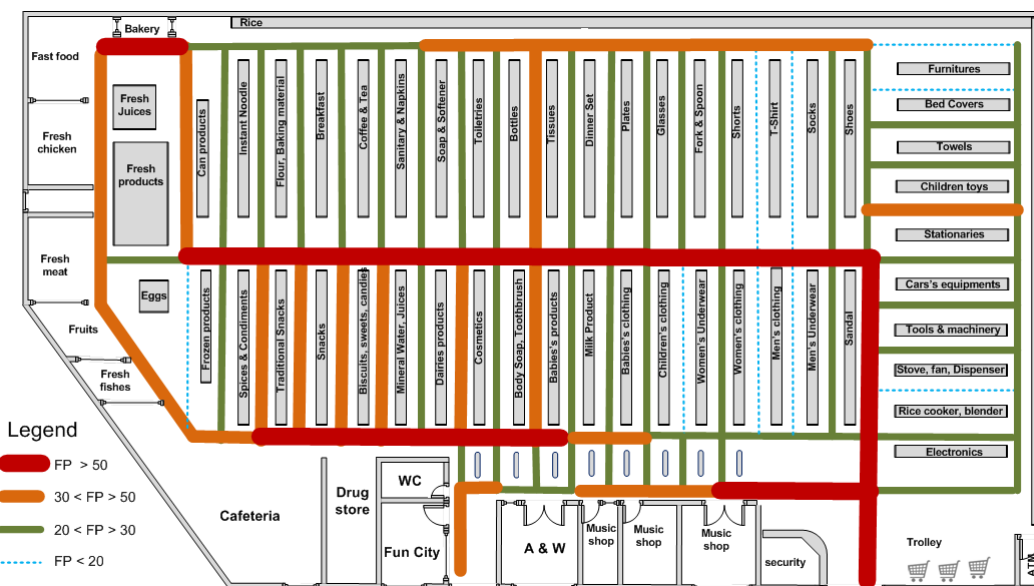 Rice
Bakery
Fast food
Fresh
chicken
Fresh
meat
Fruits
Fresh
fishes
Fresh
Juices
Fresh
products
Eggs
Can products
Instant Noodle
Flour, Baking material
Breakfast
Coffee & Tea
Sanitary & Napkins
Soap & Softener
Toiletries
Bottles
Tissues
Dinner Set
Plates
Glasses
Fork & Spoon
Shorts
T-Shirt
Socks
Shoes
Furnitures
Bed Covers
Towels
Children toys
Stationaries
Cars's equipments
Tools & machinery
Stove, fan, Dispenser
Rice cooker, blender
Electronics
Frozen products
Spices & Condiments
Traditional Snacks
Snacks
Biscuits, sweets, candies
Mineral Water, Juices
Dairies products
Cosmetics
Body Soap, Toothbrush
Babies's products
Milk Product
Babies's clothing
Children's clothing
Women's Underwear
Women's clothing
Men's clothing
Men's Underwear
Sandal
Legend
FP > 50
30 < FP > 50
20 < FP > 30
FP < 20
Cafeteria
Drug
store
WC
Fun City
A & W
Music
shop
Music
shop
Music
shop
security
Trolley
ATM